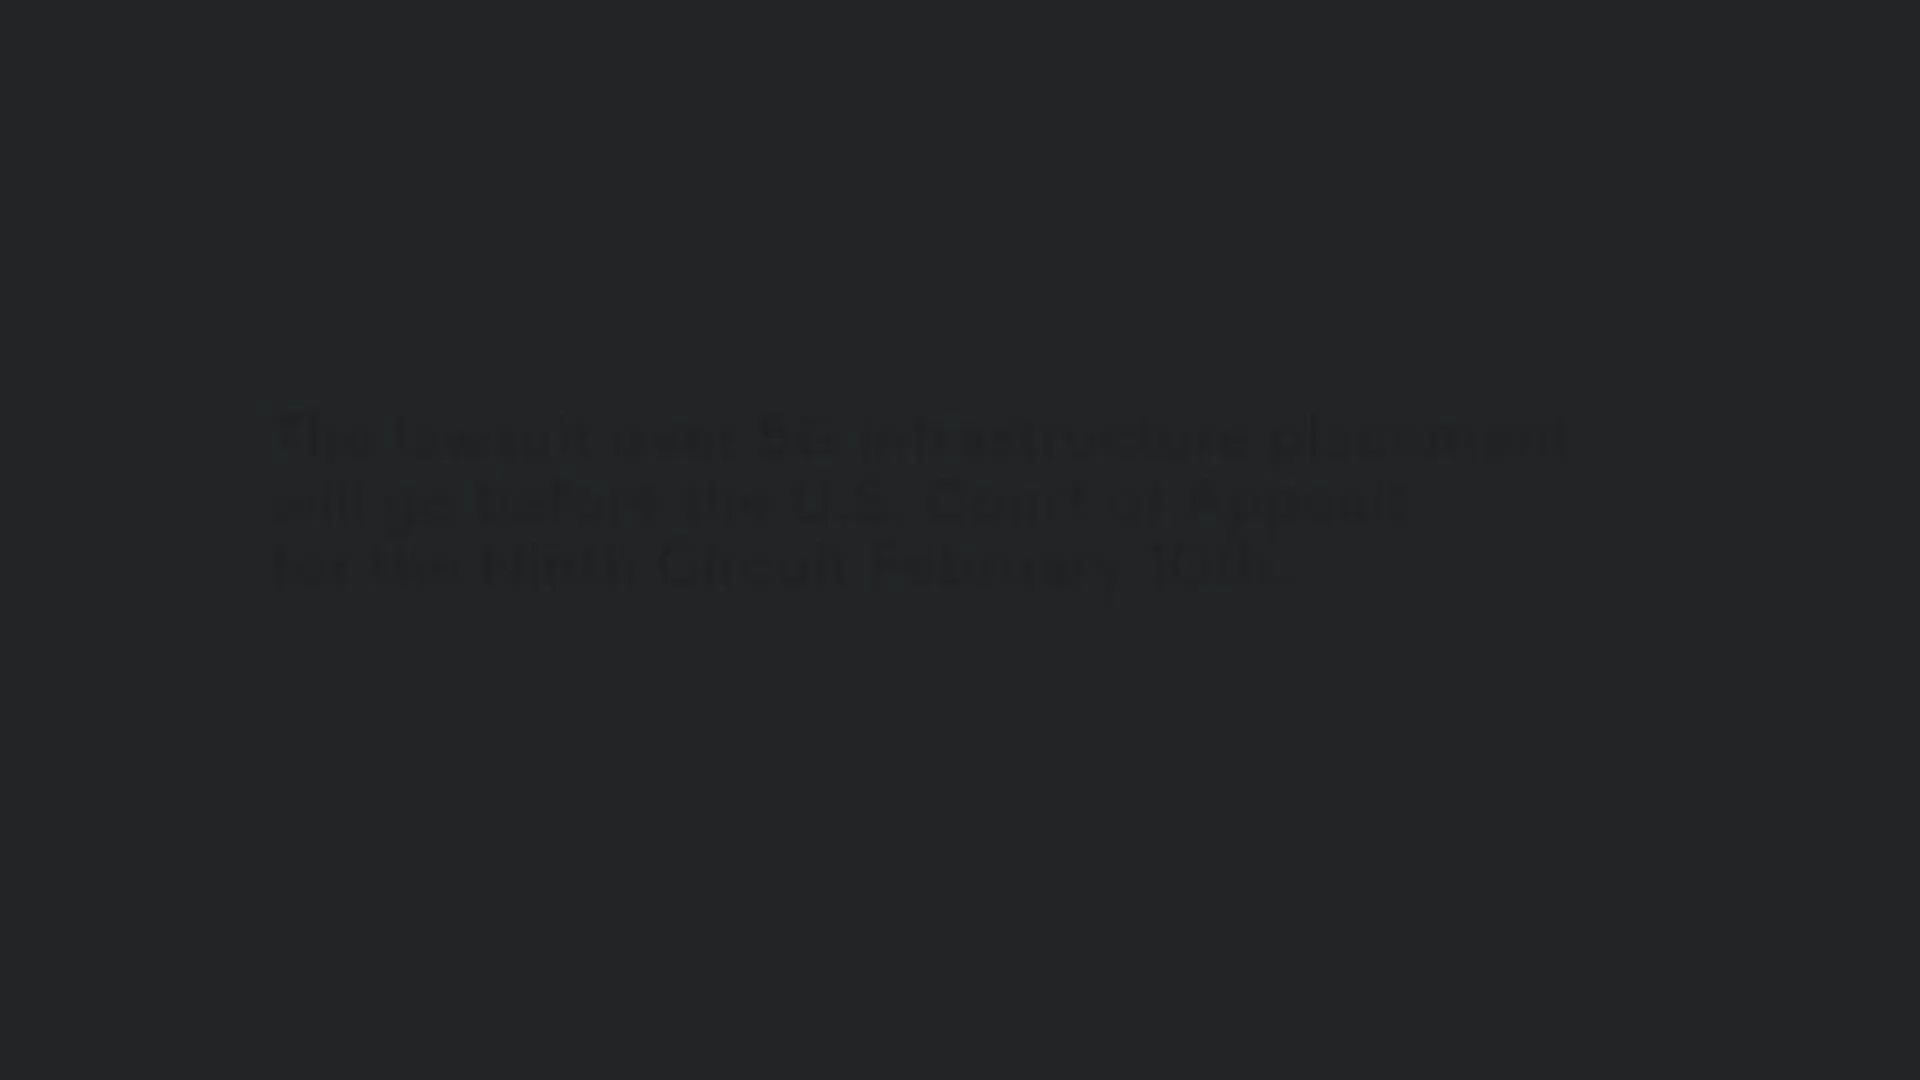 The lawsuit over 5G infrastructure placement
will go before the U.S. Court of Appeals
for the Ninth Circuit February 10th.